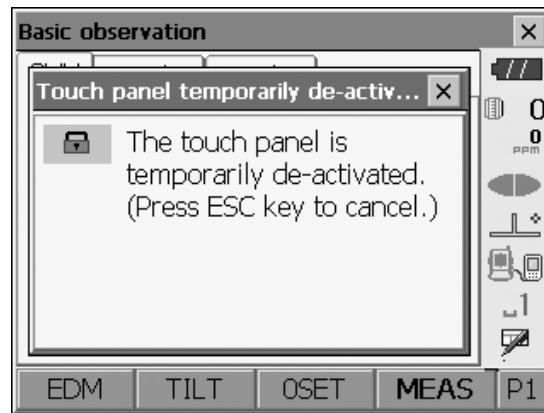 Basic observation
Touch panel temporarily de-activ...
The touch panel is
temporarily de-activated.
(Press ESC key to cancel.)
0
0
PPM
1
EDM TILT 0SET MEAS P1